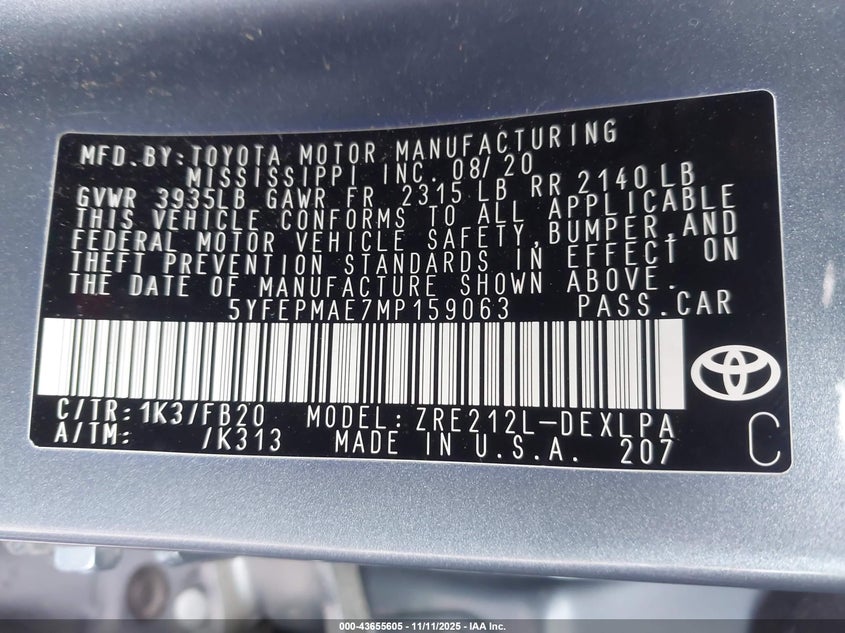 MFD. BY: TOYOTA MOTOR MANUFACTURING
MISSISSIPPI INC. 08/20
GVWR 3935LB GAWR FR 2315 LB RR 2140 LB
THIS VEHICLE CONFORMS TO ALL APPLICABLE
FEDERAL MOTOR VEHICLE SAFETY, BUMPER, AND
THEFT PREVENTION STANDARDS IN EFFECT ON
THE DATE OF MANUFACTURE SHOWN ABOVE.
5YFEPMAE7MP159063 PASS. CAR
C/TR: 1K3/FB20 MODEL: ZRE212L-DEXLPA
A/TM: /K313 MADE IN U.S.A. 207
C
000-43655605 - 11/11/2025 - IAA Inc.